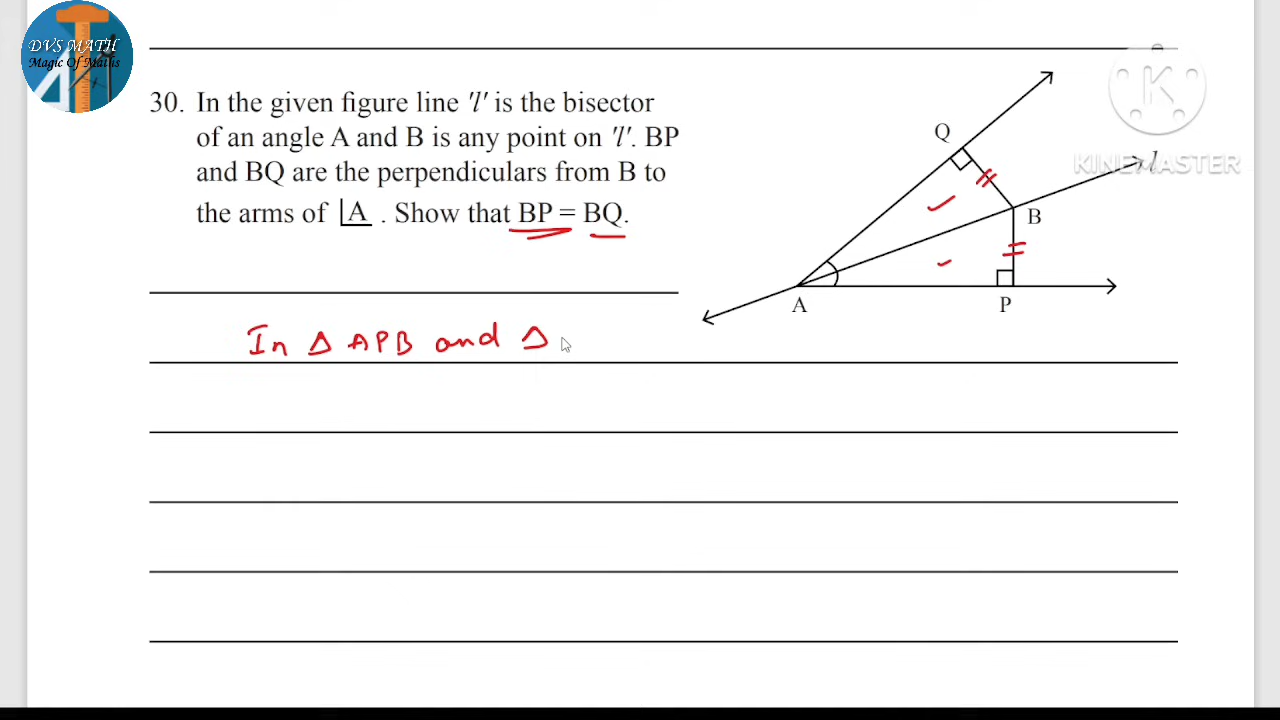 DVS MATH
Magic Of Maths
30. In the given figure line 'l' is the bisector
of an angle A and B is any point on 'l'. BP
and BQ are the perpendiculars from B to
the arms of ∠A . Show that BP = BQ.
Q
K
KINEMASTER
l
B
A
P
In Δ APB and Δ